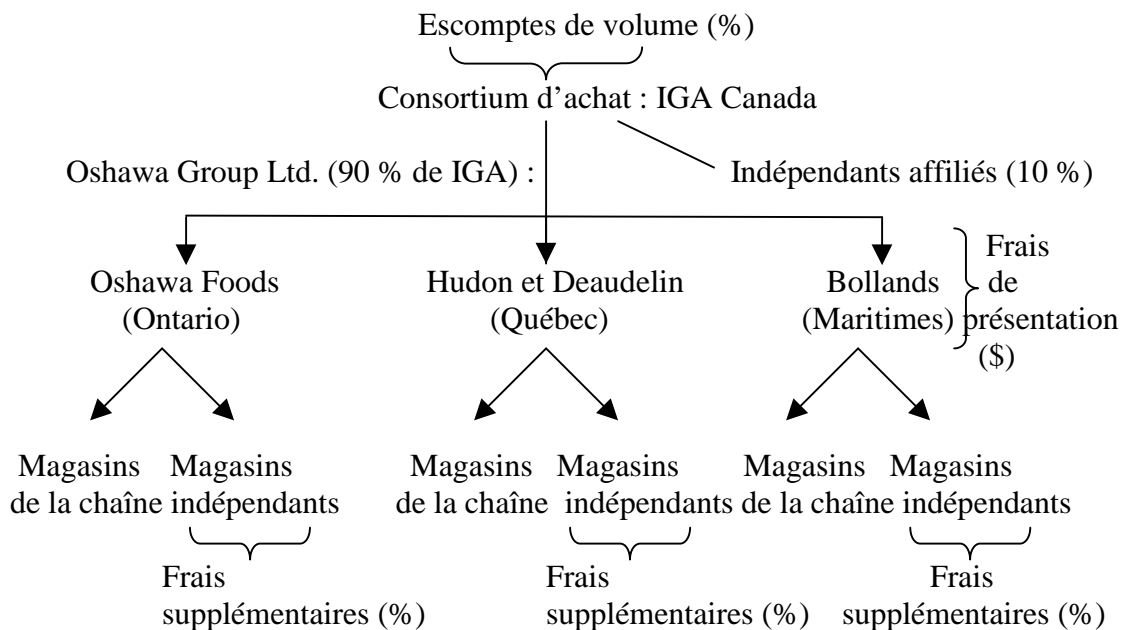 Escomptes de volume (%)
Consortium d’achat : IGA Canada
Oshawa Group Ltd. (90 % de IGA) :
Indépendants affiliés (10 %)
Oshawa Foods
(Ontario)
Hudon et Deaudelin
(Québec)
Bollands
(Maritimes)
Frais
de
présentation
($)
Magasins
de la chaîne
Magasins
indépendants
Magasins
de la chaîne
Magasins
indépendants
Magasins
de la chaîne
Magasins
indépendants
Frais
supplémentaires (%)
Frais
supplémentaires (%)
Frais
supplémentaires (%)